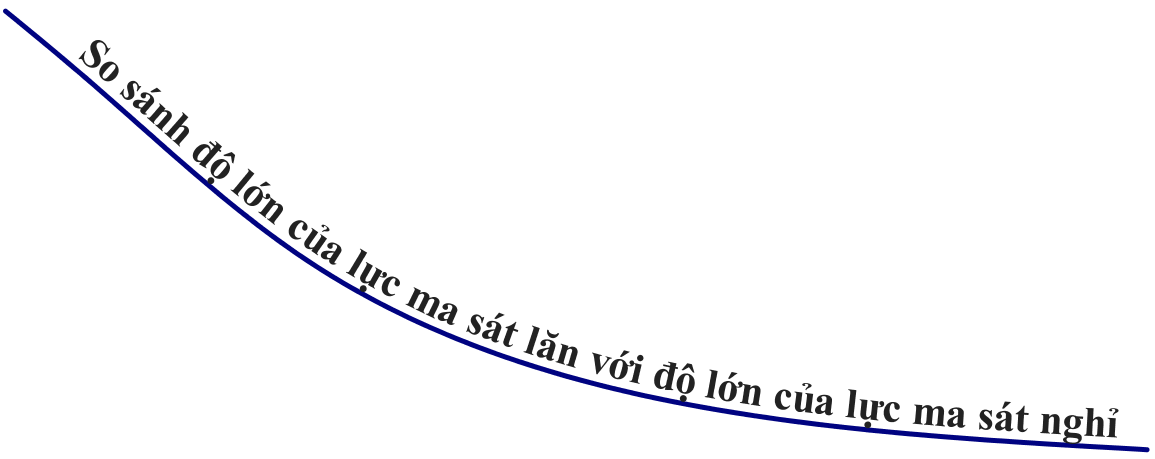 So sánh độ lớn của lực ma sát lăn với độ lớn của lực ma sát nghỉ